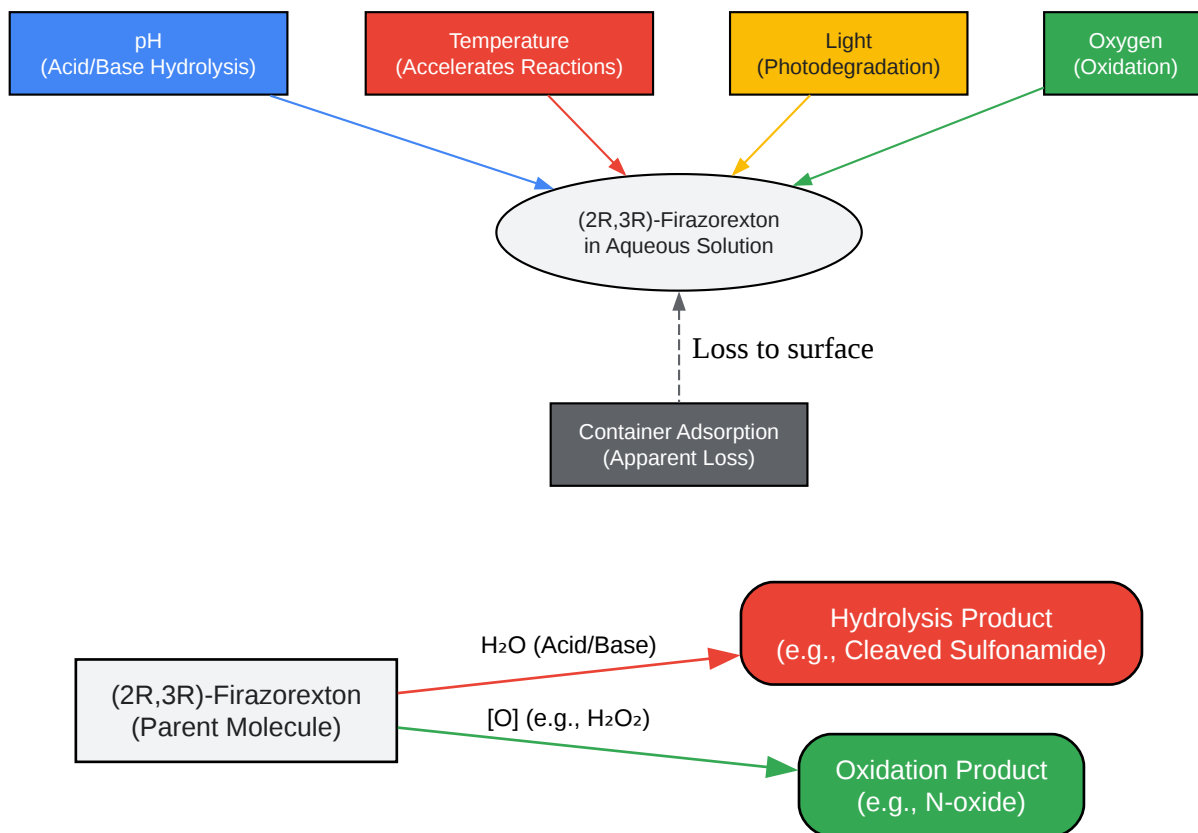 pH
(Acid/Base Hydrolysis)
Temperature
(Accelerates Reactions)
Light
(Photodegradation)
Oxygen
(Oxidation)
(2R,3R)-Firazorexton
in Aqueous Solution
Loss to surface
Container Adsorption
(Apparent Loss)
Hydrolysis Product
(e.g., Cleaved Sulfonamide)
H₂O (Acid/Base)
(2R,3R)-Firazorexton
(Parent Molecule)
[O] (e.g., H₂O₂)
Oxidation Product
(e.g., N-oxide)